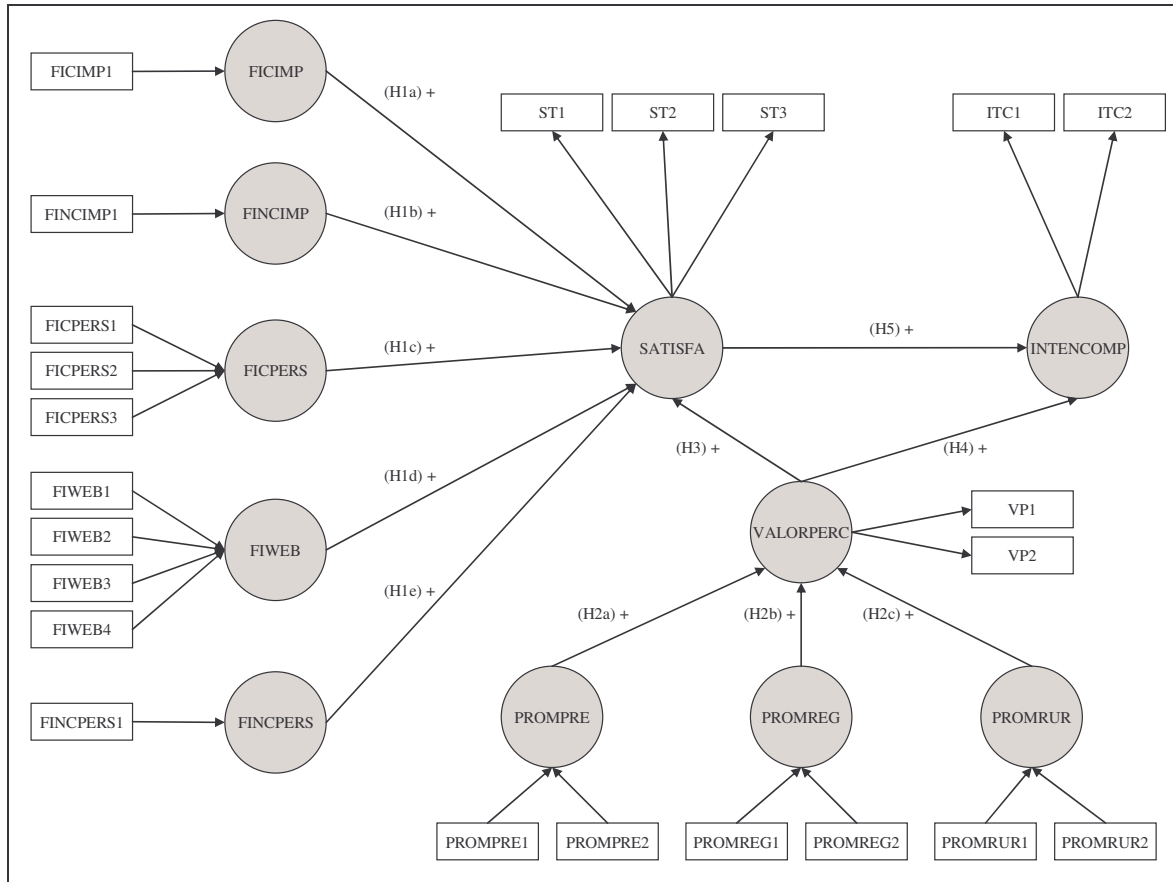 FICIMP1
FICIMP
(H1a) +
ST1
ST2
ST3
ITC1
ITC2
FINCIMP1
FINCIMP
(H1b) +
FICPERS1
FICPERS2
FICPERS3
FICPERS
(H1c) +
SATISFA
(H5) +
INTENCOMP
(H3) +
(H4) +
FIWEB1
FIWEB2
FIWEB3
FIWEB4
FIWEB
(H1d) +
VALORPERC
VP1
VP2
(H1e) +
(H2a) +
(H2b) +
(H2c) +
FINCPERS1
FINCPERS
PROMPRE
PROMREG
PROMRUR
PROMPRE1
PROMPRE2
PROMREG1
PROMREG2
PROMRUR1
PROMRUR2